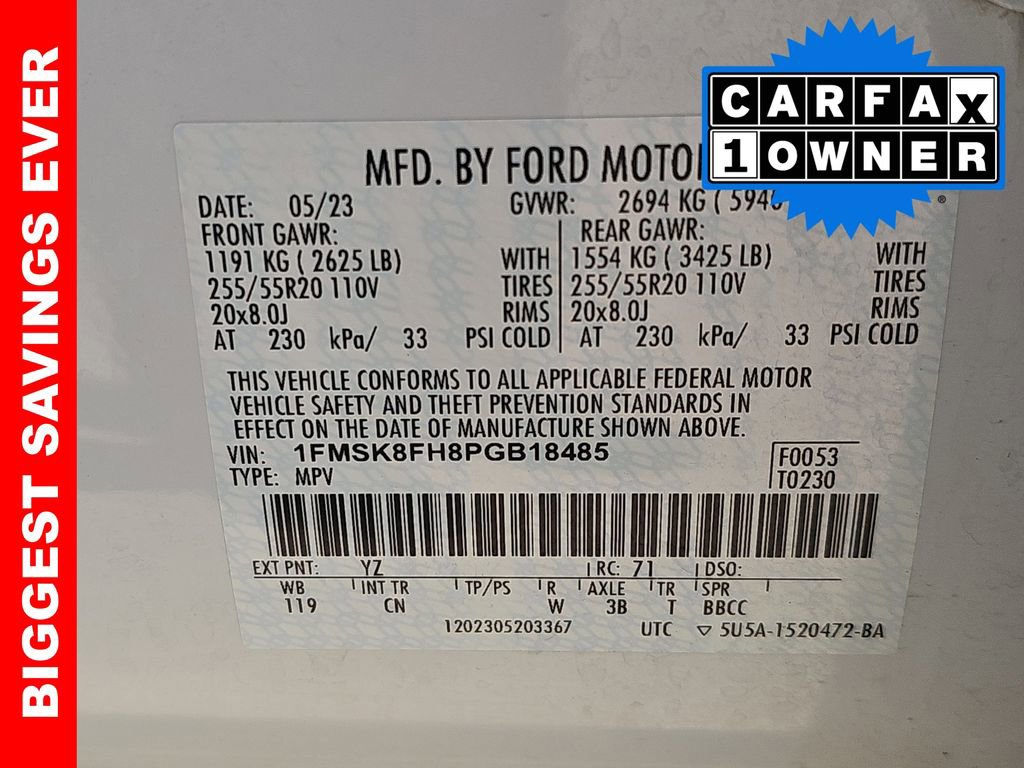 BIGGEST SAVINGS EVER
CARFAX
1 OWNER
®
MFD. BY FORD MOTOR
DATE: 05/23 GVWR: 2694 KG ( 5940
FRONT GAWR: REAR GAWR:
1191 KG ( 2625 LB) WITH 1554 KG ( 3425 LB) WITH
255/55R20 110V TIRES 255/55R20 110V TIRES
20x8.0J RIMS 20x8.0J RIMS
AT 230 kPa/ 33 PSI COLD AT 230 kPa/ 33 PSI COLD
THIS VEHICLE CONFORMS TO ALL APPLICABLE FEDERAL MOTOR
VEHICLE SAFETY AND THEFT PREVENTION STANDARDS IN
EFFECT ON THE DATE OF MANUFACTURE SHOWN ABOVE.
VIN: 1FMSK8FH8PGB18485 F0053
TYPE: MPV T0230
EXT PNT: YZ RC: 71 DSO:
WB INT TR TP/PS R AXLE TR SPR
119 CN W 3B T BBCC
1202305203367 UTC ▽ 5U5A-1520472-BA